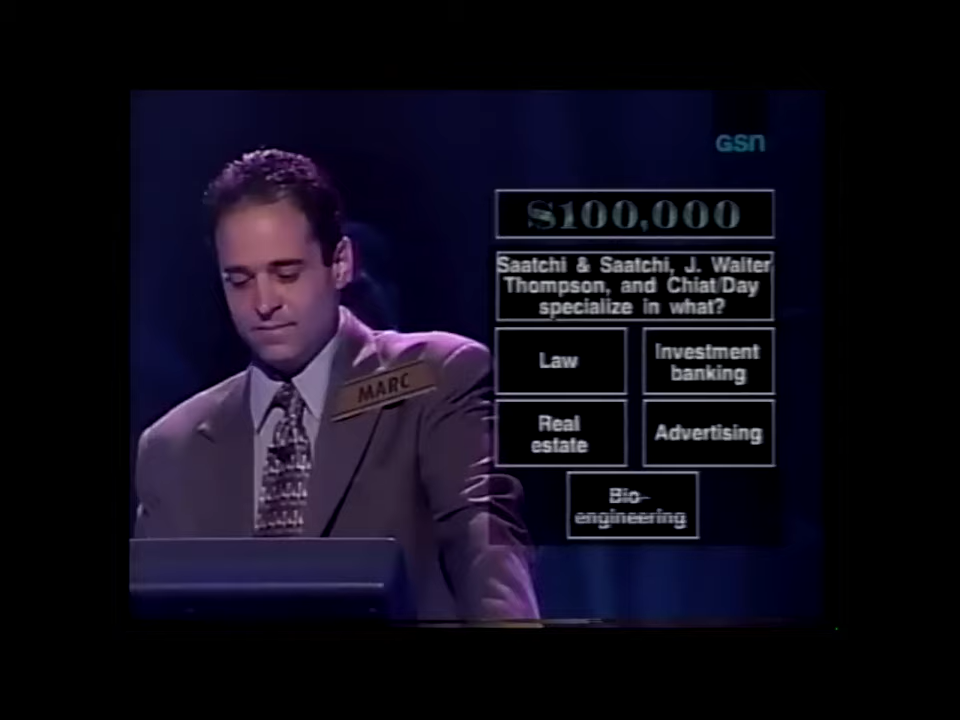 GSN
$100,000
Saatchi & Saatchi, J. Walter
Thompson, and Chiat/Day
specialize in what?
Law
Investment
banking
MARC
Real
estate
Advertising
Bio-
engineering